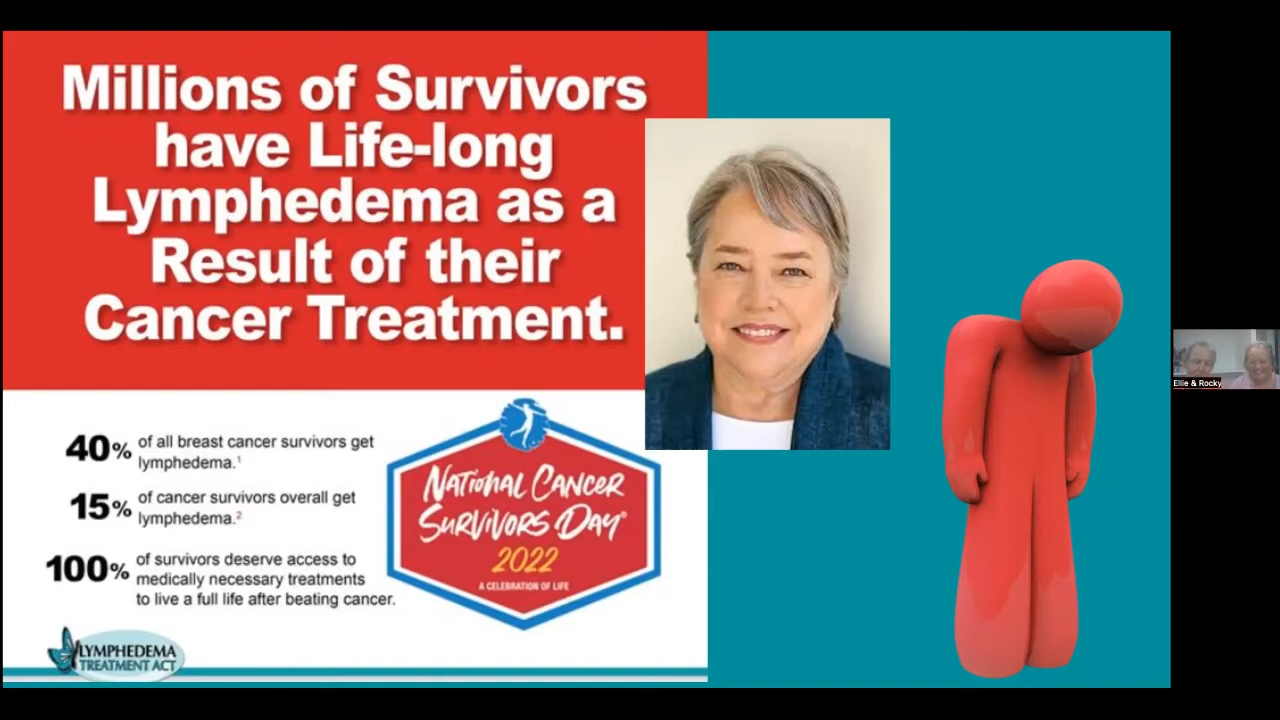 Millions of Survivors
have Life-long
Lymphedema as a
Result of their
Cancer Treatment.
40% of all breast cancer survivors get
lymphedema.1
15% of cancer survivors overall get
lymphedema.2
100% of survivors deserve access to
medically necessary treatments
to live a full life after beating cancer.
NATIONAL CANCER
SURVIVORS DAY®
2022
A CELEBRATION OF LIFE
LYMPHEDEMA
TREATMENT ACT
Ellie & Rocky